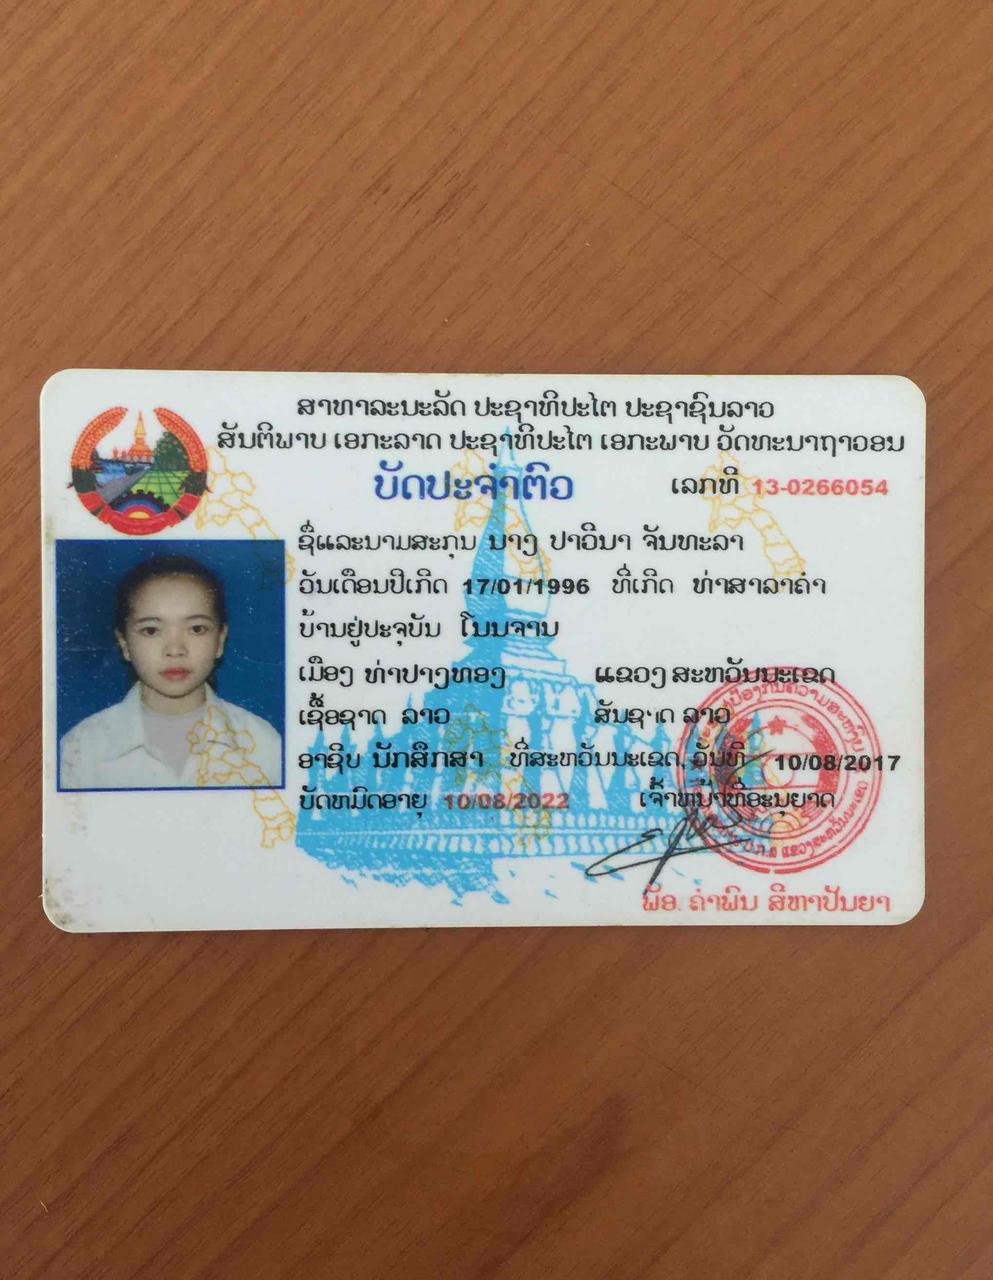 ສາທາລະນະລັດ ປະຊາທິປະໄຕ ປະຊາຊົນລາວ
ສັນຕິພາບ ເອກະລາດ ປະຊາທິປະໄຕ ເອກະພາບ ວັດທະນາຖາວອນ
ບັດປະຈຳຕົວ ເລກທີ 13-0266054
ຊື່ແລະນາມສະກຸນ ນາງ ປາວີນາ ຈັນທະລາ
ວັນເດືອນປີເກີດ 17/01/1996 ທີ່ເກີດ ທ່າສາລາຄຳ
ບ້ານຢູ່ປະຈຸບັນ ໂນນຈານ
ເມືອງ ທ່າປາງທອງ ແຂວງ ສະຫວັນນະເຂດ
ເຊື້ອຊາດ ລາວ ສັນຊາດ ລາວ
ອາຊີບ ນັກສຶກສາ ທີ່ສະຫວັນນະເຂດ, ວັນທີ 10/08/2017
ບັດຫມົດອາຍຸ 10/08/2022 ເຈົ້າຫນ້າທີ່ອະນຸຍາດ
ພັອ. ຄຳພົນ ສີຫາປັນຍາ